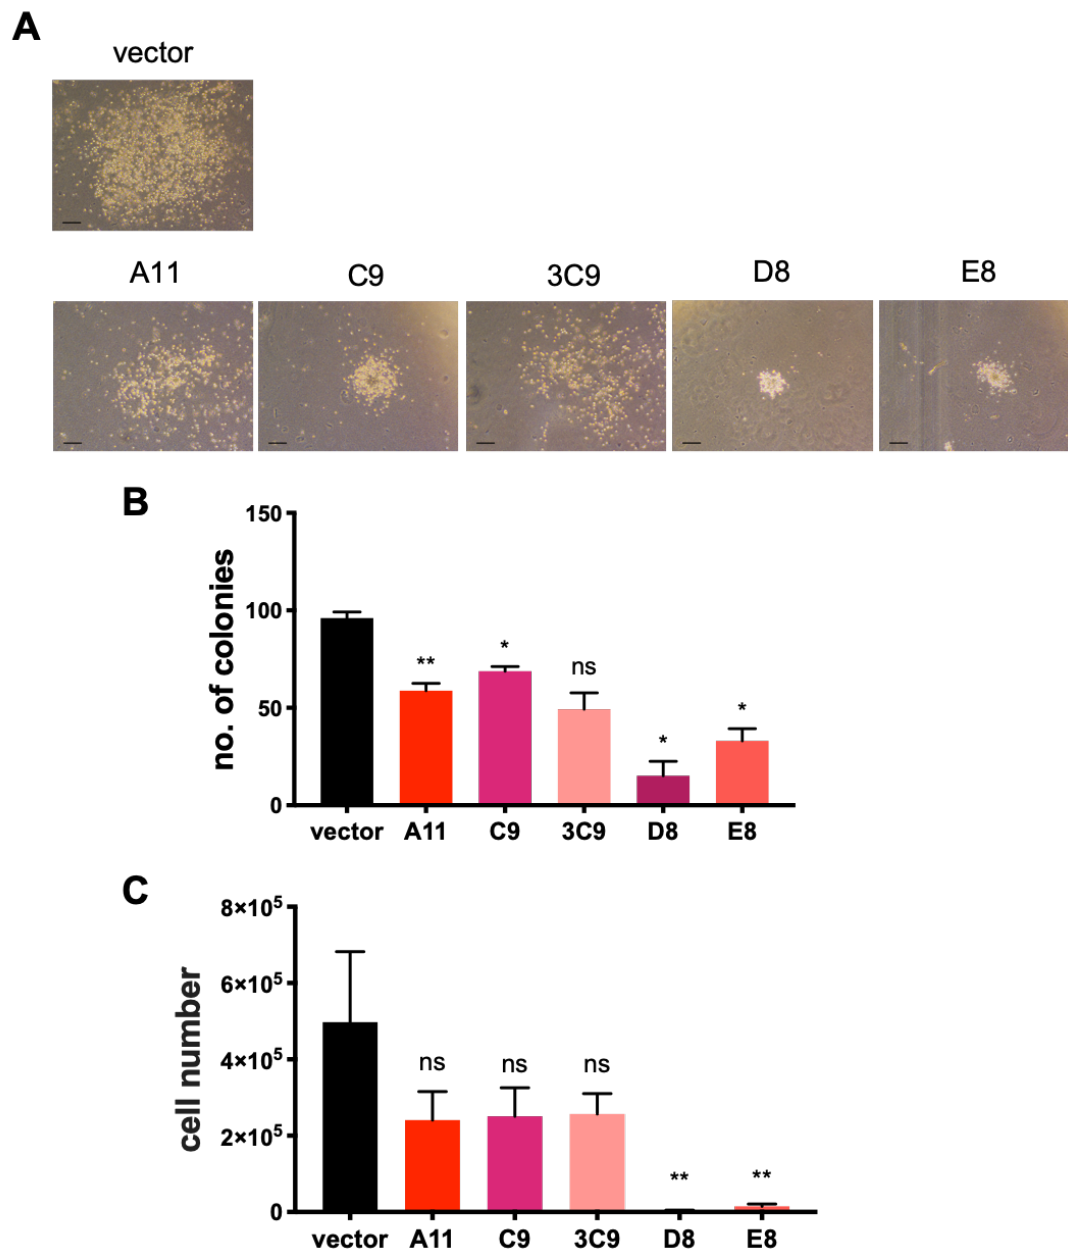 A
vector
A11 C9 3C9 D8 E8
B
150
100
50
0
no. of colonies
** * ns * *
vector A11 C9 3C9 D8 E8
C
8×10⁵
6×10⁵
4×10⁵
2×10⁵
0
cell number
ns ns ns ** **
vector A11 C9 3C9 D8 E8